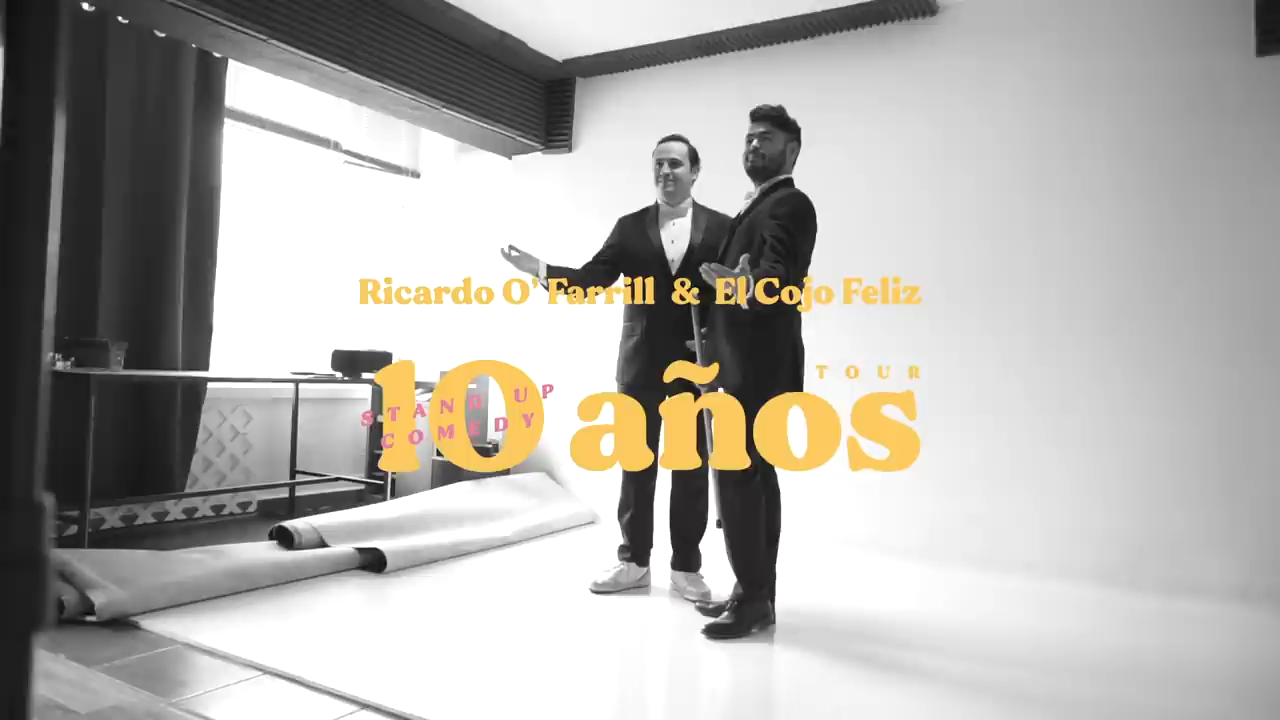 Ricardo O' Farrill & El Cojo Feliz
TOUR
10 años
STAND UP
COMEDY